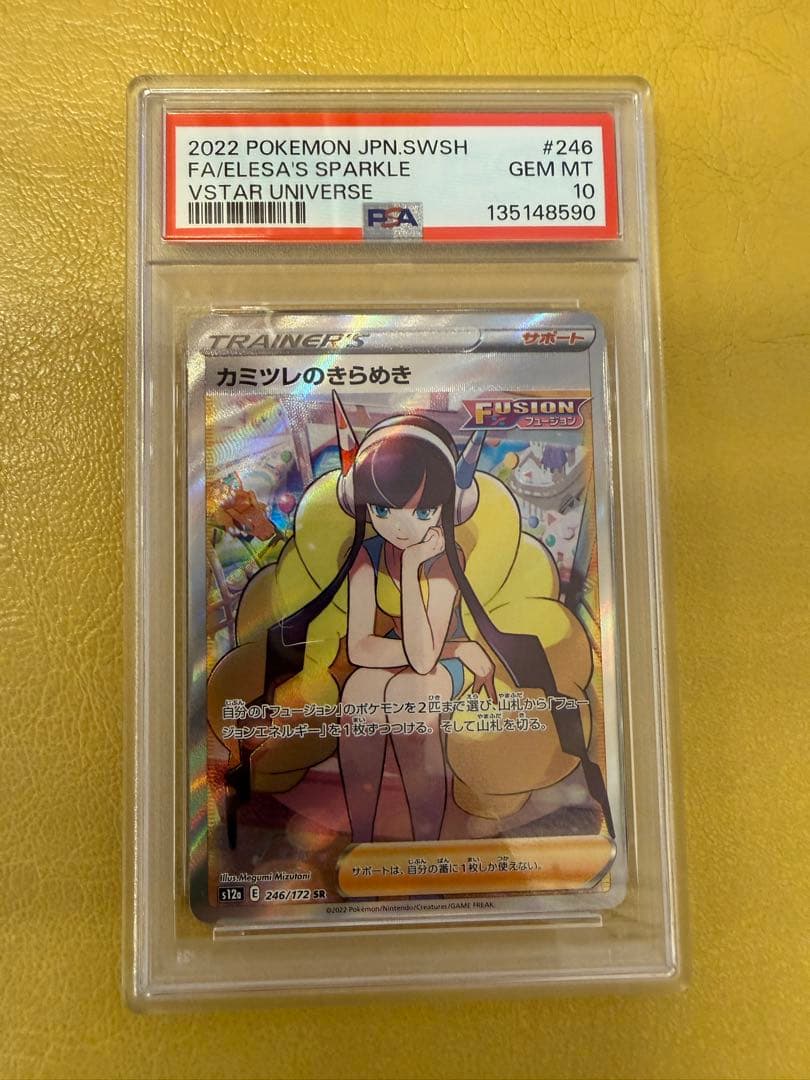 2022 POKEMON JPN.SWSH #246
FA/ELESA'S SPARKLE GEM MT
VSTAR UNIVERSE 10
PSA 135148590
TRAINER'S サポート
カミツレのきらめき
FUSION
フュージョン
自分の「フュージョン」のポケモンを2匹まで選び、山札から「フュー
ジョンエネルギー」を1枚ずつつける。そして山札を切る。
サポートは、自分の番に1枚しか使えない。
Illus. Megumi Mizutani
s12a E 246/172 SR
©2022 Pokémon/Nintendo/Creatures/GAME FREAK.